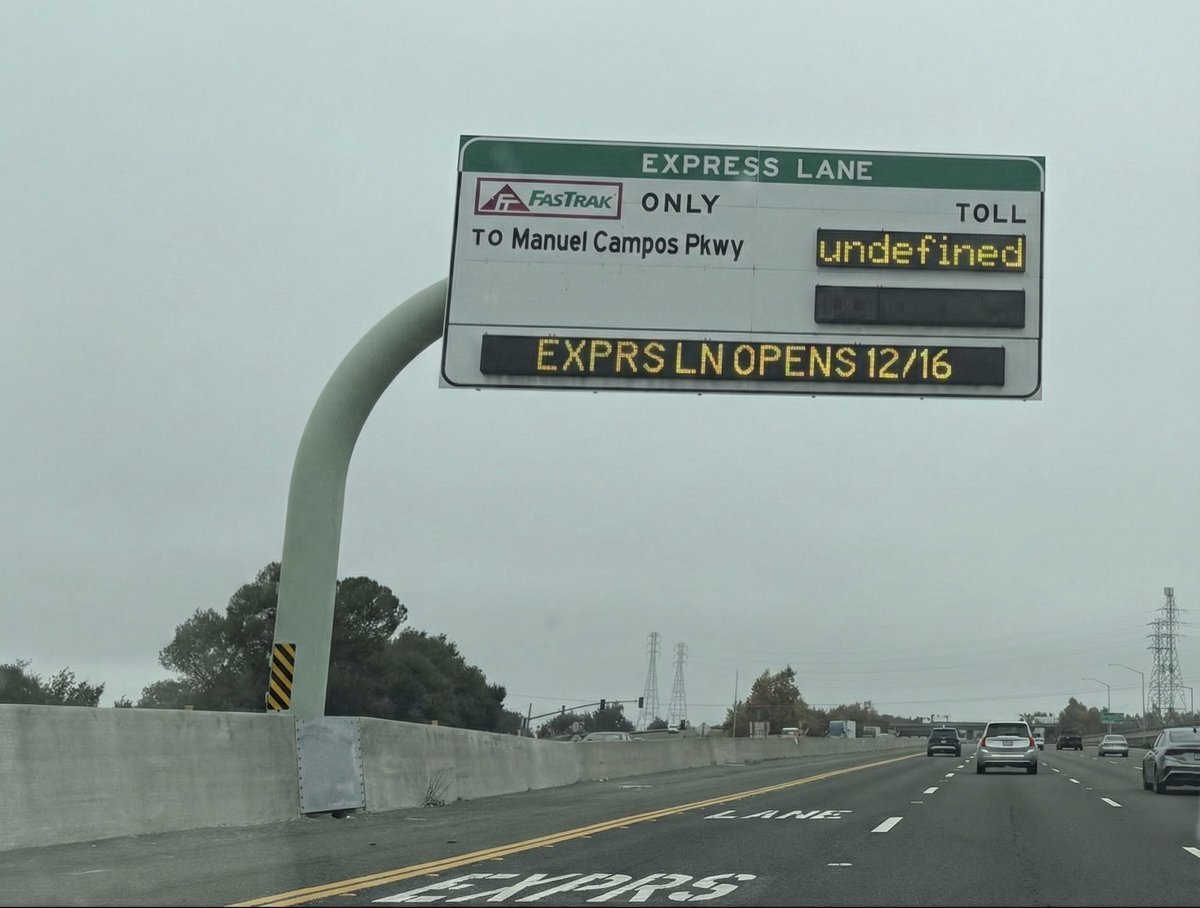 EXPRESS LANE
FASTRAK ONLY
TOLL
TO Manuel Campos Pkwy
undefined
EXPRS LN OPENS 12/16
LANE
EXPRS